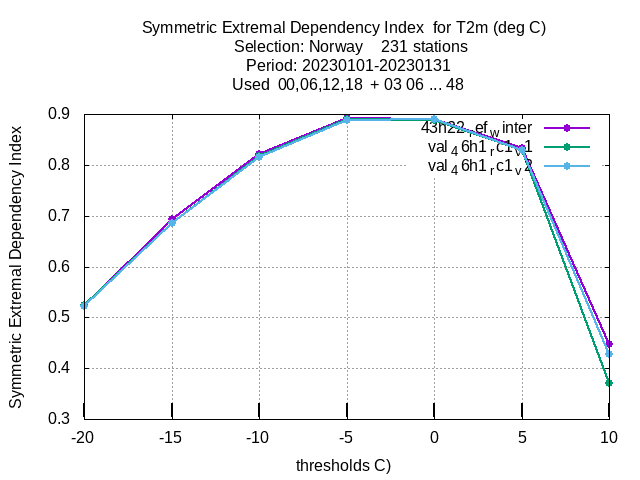 Symmetric Extremal Dependency Index for T2m (deg C)
Selection: Norway 231 stations
Period: 20230101-20230131
Used 00,06,12,18 + 03 06 ... 48
Symmetric Extremal Dependency Index
0.9
0.8
0.7
0.6
0.5
0.4
0.3
43h22_ref_winter
val_46h1_rc1_v1
val_46h1_rc1_v2
-20 -15 -10 -5 0 5 10
thresholds C)